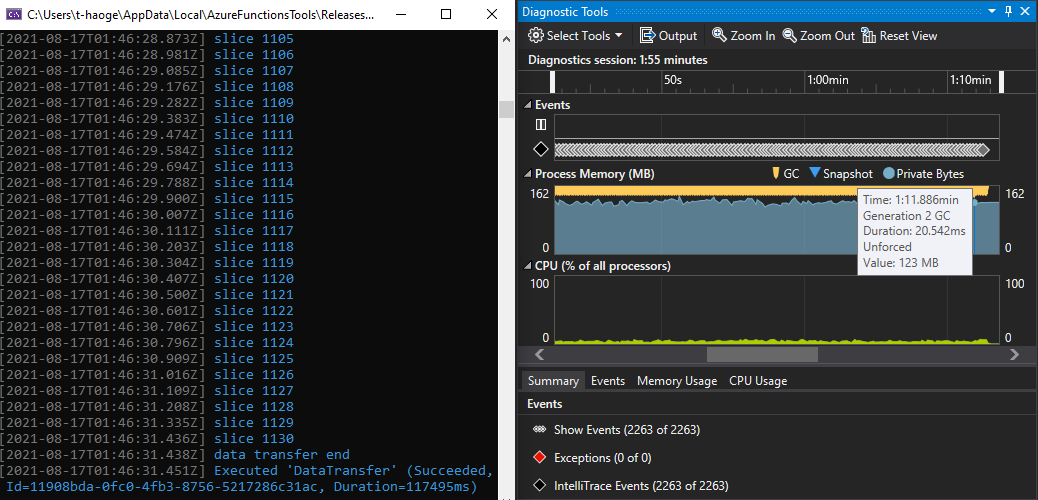 C:\Users\t-haoge\AppData\Local\AzureFunctionsTools\Releases...
[2021-08-17T01:46:28.873Z] slice 1105
[2021-08-17T01:46:28.981Z] slice 1106
[2021-08-17T01:46:29.085Z] slice 1107
[2021-08-17T01:46:29.176Z] slice 1108
[2021-08-17T01:46:29.282Z] slice 1109
[2021-08-17T01:46:29.383Z] slice 1110
[2021-08-17T01:46:29.474Z] slice 1111
[2021-08-17T01:46:29.584Z] slice 1112
[2021-08-17T01:46:29.694Z] slice 1113
[2021-08-17T01:46:29.788Z] slice 1114
[2021-08-17T01:46:29.900Z] slice 1115
[2021-08-17T01:46:30.007Z] slice 1116
[2021-08-17T01:46:30.111Z] slice 1117
[2021-08-17T01:46:30.203Z] slice 1118
[2021-08-17T01:46:30.304Z] slice 1119
[2021-08-17T01:46:30.407Z] slice 1120
[2021-08-17T01:46:30.500Z] slice 1121
[2021-08-17T01:46:30.601Z] slice 1122
[2021-08-17T01:46:30.706Z] slice 1123
[2021-08-17T01:46:30.796Z] slice 1124
[2021-08-17T01:46:30.909Z] slice 1125
[2021-08-17T01:46:31.016Z] slice 1126
[2021-08-17T01:46:31.109Z] slice 1127
[2021-08-17T01:46:31.208Z] slice 1128
[2021-08-17T01:46:31.335Z] slice 1129
[2021-08-17T01:46:31.436Z] slice 1130
[2021-08-17T01:46:31.438Z] data transfer end
[2021-08-17T01:46:31.451Z] Executed 'DataTransfer' (Succeeded,
Id=11908bda-0fc0-4fb3-8756-5217286c31ac, Duration=117495ms)
Diagnostic Tools
Select Tools Output Zoom In Zoom Out Reset View
Diagnostics session: 1:55 minutes
50s 1:00min 1:10min
Events
Process Memory (MB) GC Snapshot Private Bytes
162 162
0 0
Time: 1:11.886min
Generation 2 GC
Duration: 20.542ms
Unforced
Value: 123 MB
CPU (% of all processors)
100 100
0 0
Summary Events Memory Usage CPU Usage
Events
Show Events (2263 of 2263)
Exceptions (0 of 0)
IntelliTrace Events (2263 of 2263)